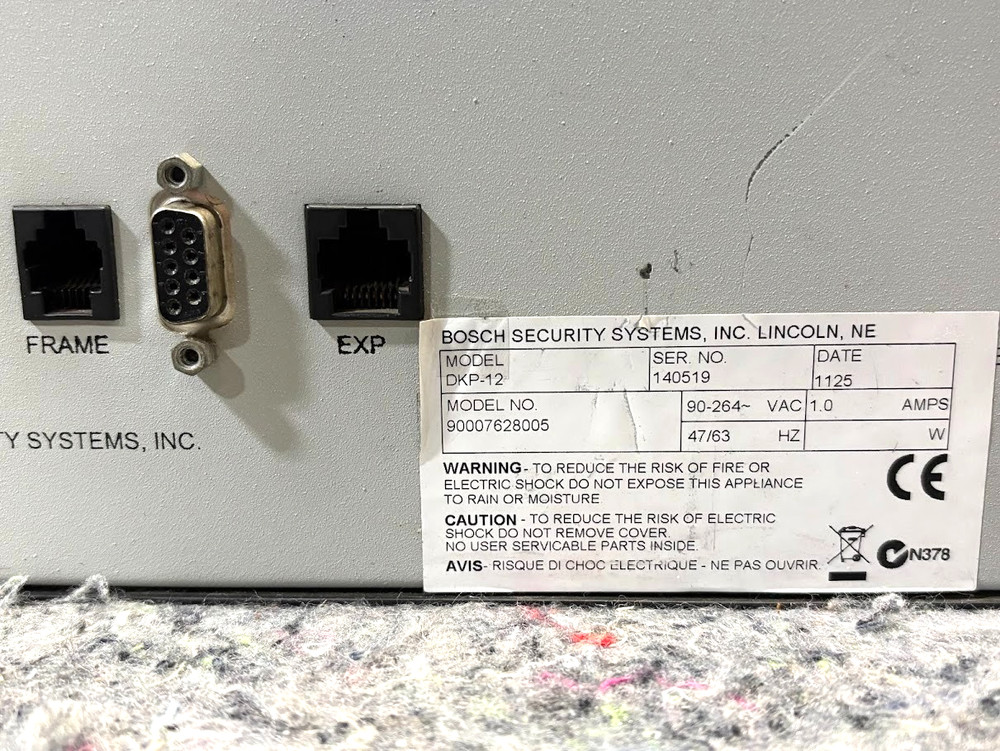 FRAME
EXP
TY SYSTEMS, INC.
BOSCH SECURITY SYSTEMS, INC. LINCOLN, NE
MODEL
DKP-12
SER. NO.
140519
DATE
1125
MODEL NO.
90007628005
90-264~ VAC
1.0 AMPS
47/63 HZ
W
WARNING- TO REDUCE THE RISK OF FIRE OR
ELECTRIC SHOCK DO NOT EXPOSE THIS APPLIANCE
TO RAIN OR MOISTURE
CAUTION - TO REDUCE THE RISK OF ELECTRIC
SHOCK DO NOT REMOVE COVER.
NO USER SERVICABLE PARTS INSIDE.
AVIS- RISQUE DI CHOC ELECTRIQUE - NE PAS OUVRIR.
CE
N378